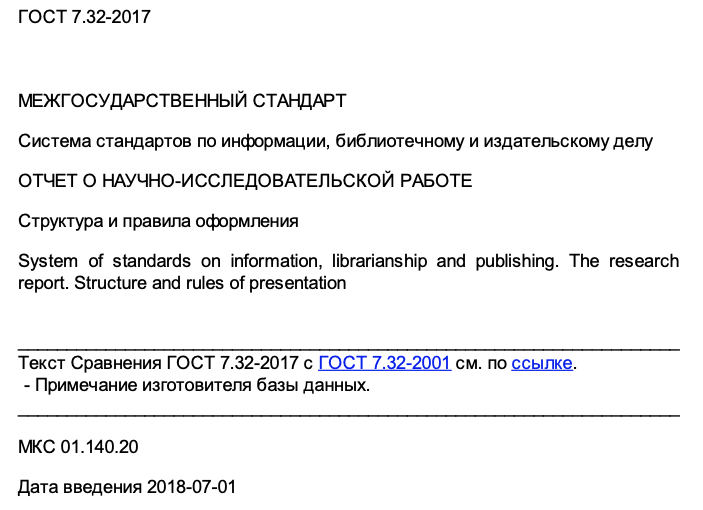 ГОСТ 7.32-2017
МЕЖГОСУДАРСТВЕННЫЙ СТАНДАРТ
Система стандартов по информации, библиотечному и издательскому делу
ОТЧЕТ О НАУЧНО-ИССЛЕДОВАТЕЛЬСКОЙ РАБОТЕ
Структура и правила оформления
System of standards on information, librarianship and publishing. The research
report. Structure and rules of presentation
Текст Сравнения ГОСТ 7.32-2017 с ГОСТ 7.32-2001 см. по ссылке.
- Примечание изготовителя базы данных.
МКС 01.140.20
Дата введения 2018-07-01